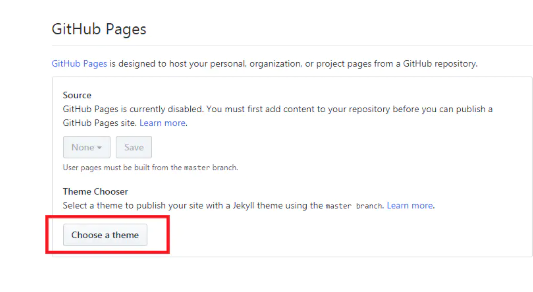 GitHub Pages
GitHub Pages is designed to host your personal, organization, or project pages from a GitHub repository.
Source
GitHub Pages is currently disabled. You must first add content to your repository before you can publish a
GitHub Pages site. Learn more.
None Save
User pages must be built from the master branch.
Theme Chooser
Select a theme to publish your site with a Jekyll theme using the master branch. Learn more.
Choose a theme